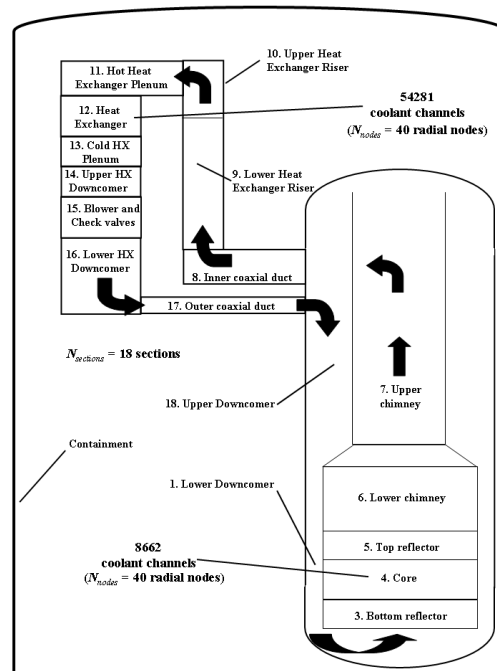 10. Upper Heat
Exchanger Riser
11. Hot Heat
Exchanger Plenum
12. Heat
Exchanger
54281
coolant channels
(Nnodes = 40 radial nodes)
13. Cold HX
Plenum
14. Upper HX
Downcomer
9. Lower Heat
Exchanger Riser
15. Blower and
Check valves
16. Lower HX
Downcomer
8. Inner coaxial duct
17. Outer coaxial duct
Nsections = 18 sections
7. Upper
chimney
18. Upper Downcomer
Containment
1. Lower Downcomer
6. Lower chimney
8662
coolant channels
(Nnodes = 40 radial nodes)
5. Top reflector
4. Core
3. Bottom reflector